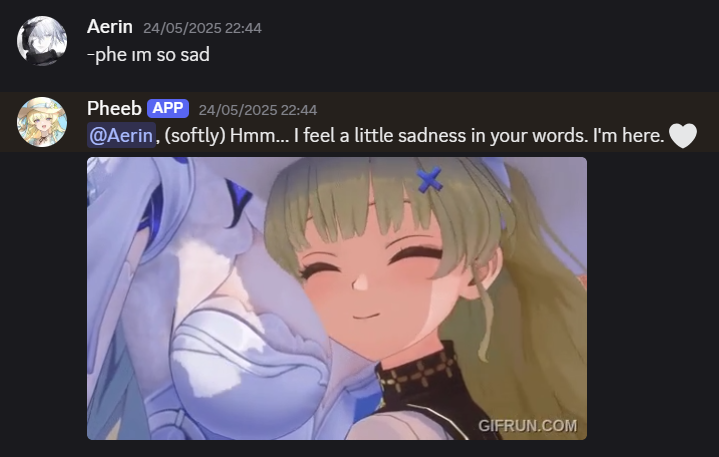 Aerin 24/05/2025 22:44
-phe ım so sad
Pheeb APP 24/05/2025 22:44
@Aerin, (softly) Hmm... I feel a little sadness in your words. I'm here.
GIFRUN.COM